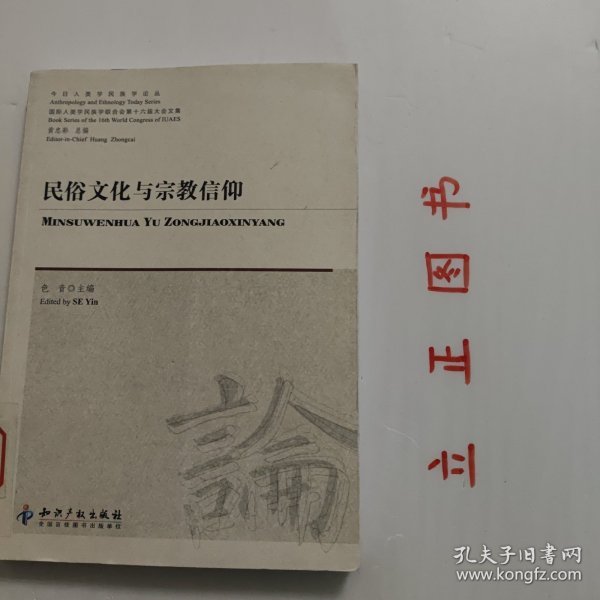 今日人类学民族学论丛
Anthropology and Ethnology Today Series
国际人类学民族学联合会第十六届大会文集
Book Series of the 16th World Congress of IUAES
黄忠彩 总编
Editor-in-Chief Huang Zhongcai
民俗文化与宗教信仰
MINSUWENHUA YU ZONGJIAOXINYANG
色 音◎主编
Edited by SE Yin
論
知识产权出版社
全国百佳图书出版单位
立正图书
孔夫子旧书网
www.kongfz.com